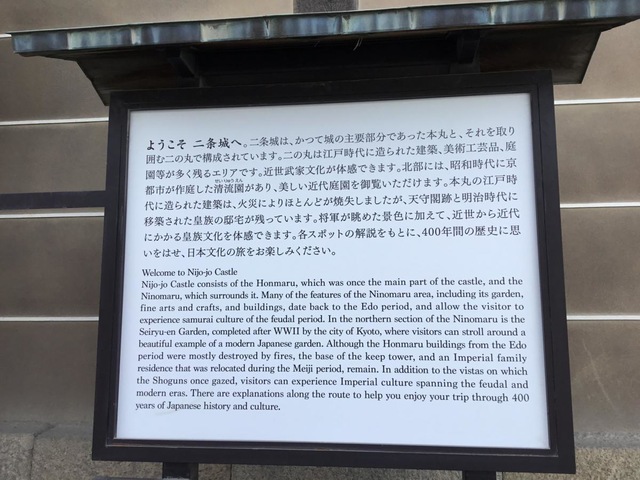 ようこそ 二条城へ。二条城は、かつて城の主要部分であった本丸と、それを取り
囲む二の丸で構成されています。二の丸は江戸時代に造られた建築、美術工芸品、庭
園等が多く残るエリアです。近世武家文化が体感できます。北部には、昭和時代に京
せいりゅうえん
都市が作庭した清流園があり、美しい近代庭園を御覧いただけます。本丸の江戸時
代に造られた建築は、火災によりほとんどが焼失しましたが、天守閣跡と明治時代に
移築された皇族の邸宅が残っています。将軍が眺めた景色に加えて、近世から近代
にかかる皇族文化を体感できます。各スポットの解説をもとに、400年間の歴史に思
いをはせ、日本文化の旅をお楽しみください。
Welcome to Nijo-jo Castle
Nijo-jo Castle consists of the Honmaru, which was once the main part of the castle, and the
Ninomaru, which surrounds it. Many of the features of the Ninomaru area, including its garden,
fine arts and crafts, and buildings, date back to the Edo period, and allow the visitor to
experience samurai culture of the feudal period. In the northern section of the Ninomaru is the
Seiryu-en Garden, completed after WWII by the city of Kyoto, where visitors can stroll around a
beautiful example of a modern Japanese garden. Although the Honmaru buildings from the Edo
period were mostly destroyed by fires, the base of the keep tower, and an Imperial family
residence that was relocated during the Meiji period, remain. In addition to the vistas on which
the Shoguns once gazed, visitors can experience Imperial culture spanning the feudal and
modern eras. There are explanations along the route to help you enjoy your trip through 400
years of Japanese history and culture.